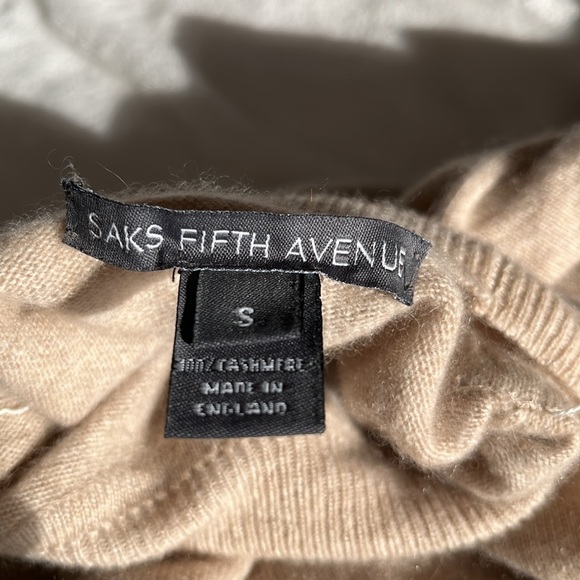 SAKS FIFTH AVENUE
S
100% CASHMERE
MADE IN
ENGLAND